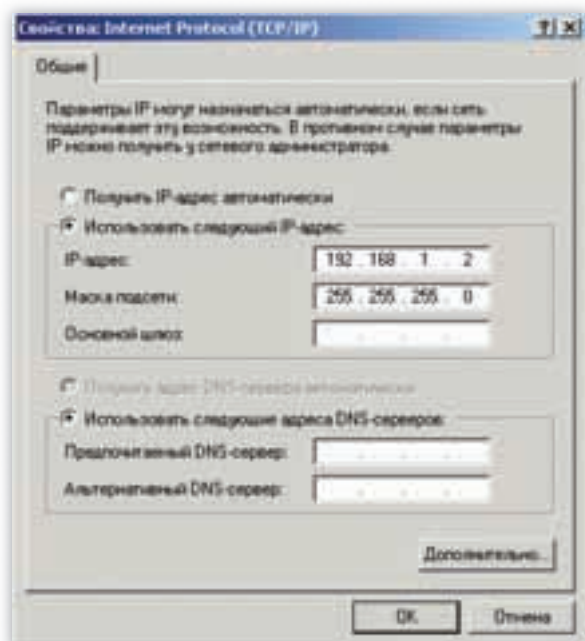 Свойства: Internet Protocol (TCP/IP)
Общие
Параметры IP могут назначаться автоматически, если сеть
поддерживает эту возможность. В противном случае параметры
IP можно получить у сетевого администратора.
Получить IP-адрес автоматически
Использовать следующий IP-адрес:
IP-адрес: 192 . 168 . 1 . 2
Маска подсети: 255 . 255 . 255 . 0
Основной шлюз:
Получить адрес DNS-сервера автоматически
Использовать следующие адреса DNS-серверов:
Предпочитаемый DNS-сервер:
Альтернативный DNS-сервер:
Дополнительно...
OK
Отмена